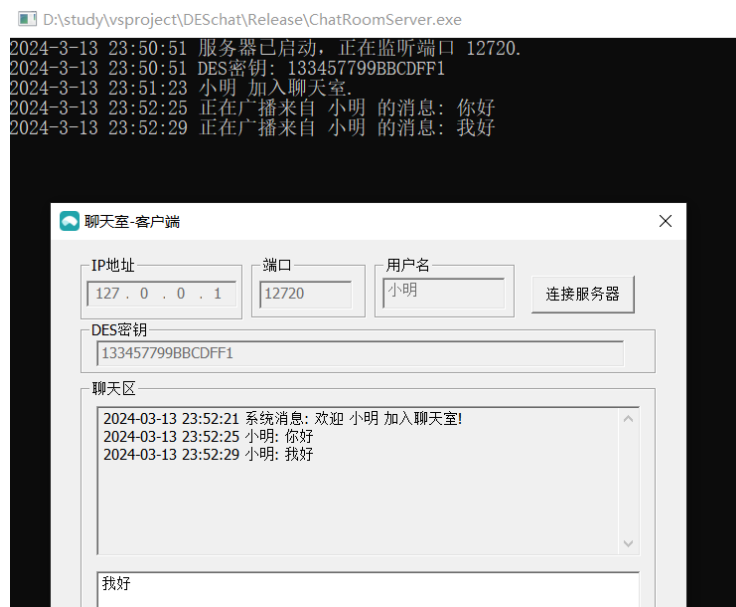 D:\study\vsproject\DESchat\Release\ChatRoomServer.exe
2024-3-13 23:50:51 服务器已启动，正在监听端口 12720.
2024-3-13 23:50:51 DES密钥: 133457799BBCDFF1
2024-3-13 23:51:23 小明 加入聊天室.
2024-3-13 23:52:25 正在广播来自 小明 的消息: 你好
2024-3-13 23:52:29 正在广播来自 小明 的消息: 我好
聊天室-客户端
IP地址 端口 用户名
127 . 0 . 0 . 1 12720 小明 连接服务器
DES密钥
133457799BBCDFF1
聊天区
2024-03-13 23:52:21 系统消息: 欢迎 小明 加入聊天室!
2024-03-13 23:52:25 小明: 你好
2024-03-13 23:52:29 小明: 我好
我好